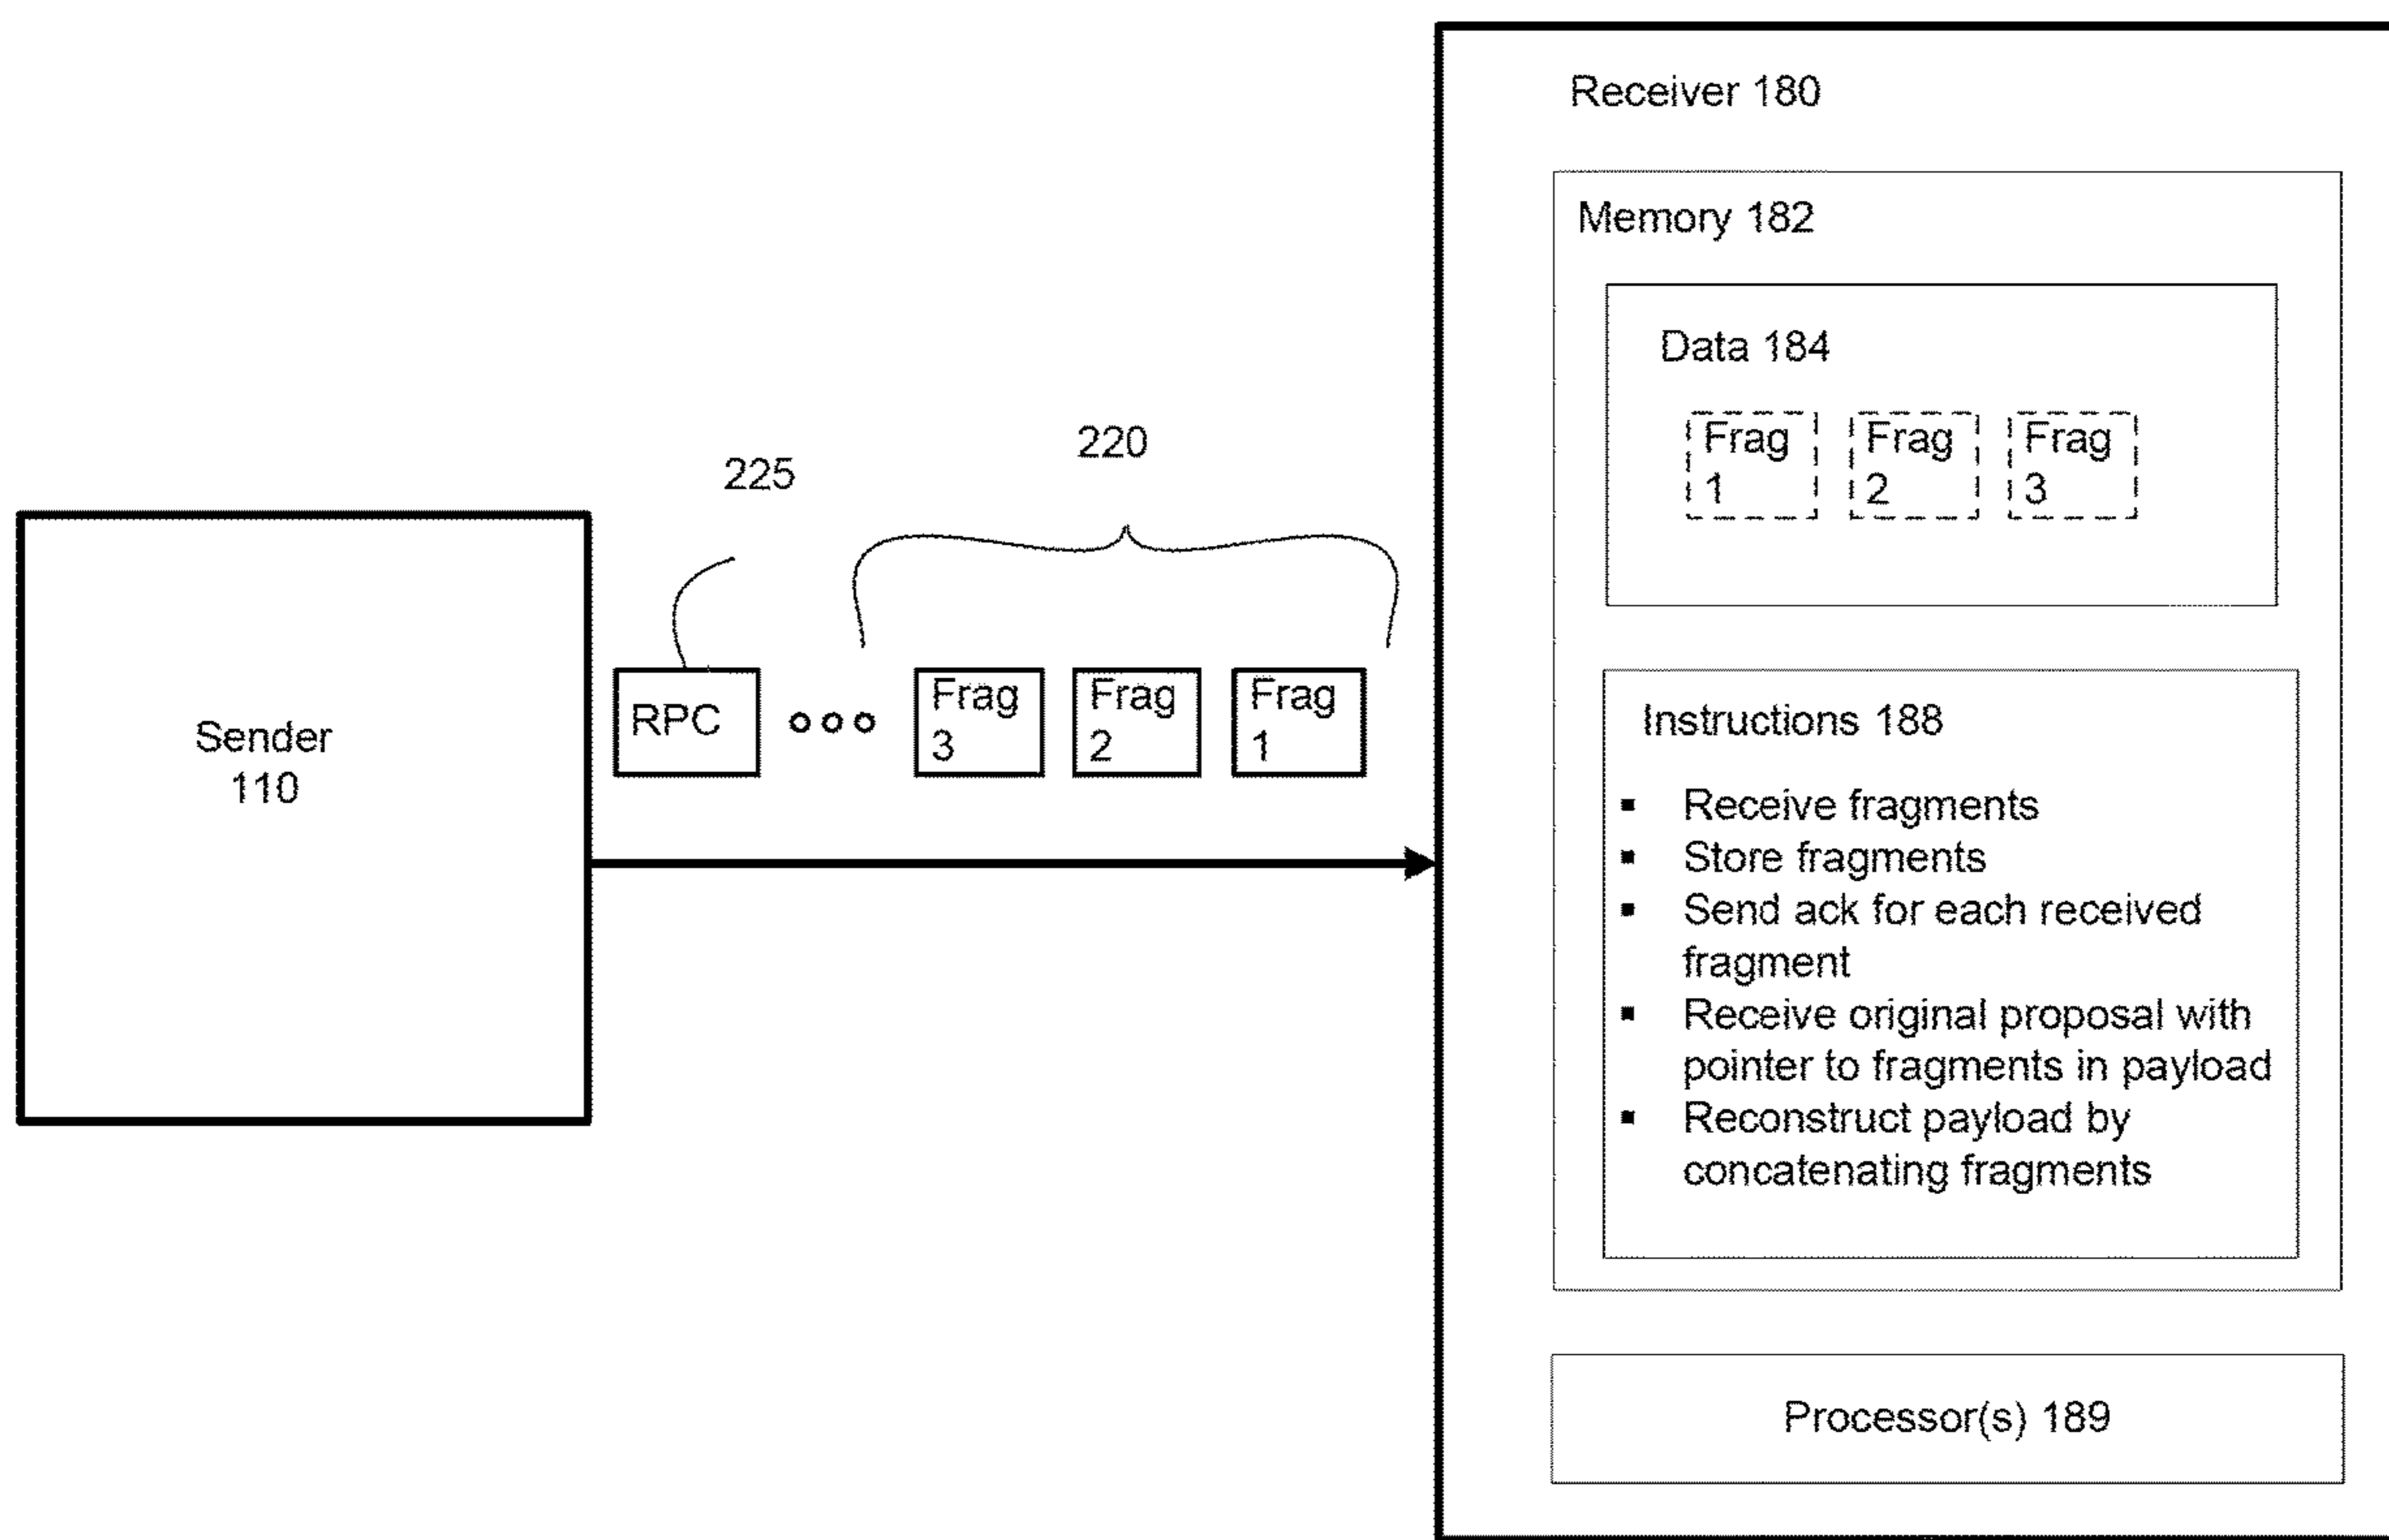 Receiver 180
Memory 182
Data 184
Frag
1
Frag
2
Frag
3
220
225
Sender
110
RPC
Frag
3
Frag
2
Frag
1
Instructions 188
▪ Receive fragments
▪ Store fragments
▪ Send ack for each received
fragment
▪ Receive original proposal with
pointer to fragments in payload
▪ Reconstruct payload by
concatenating fragments
Processor(s) 189